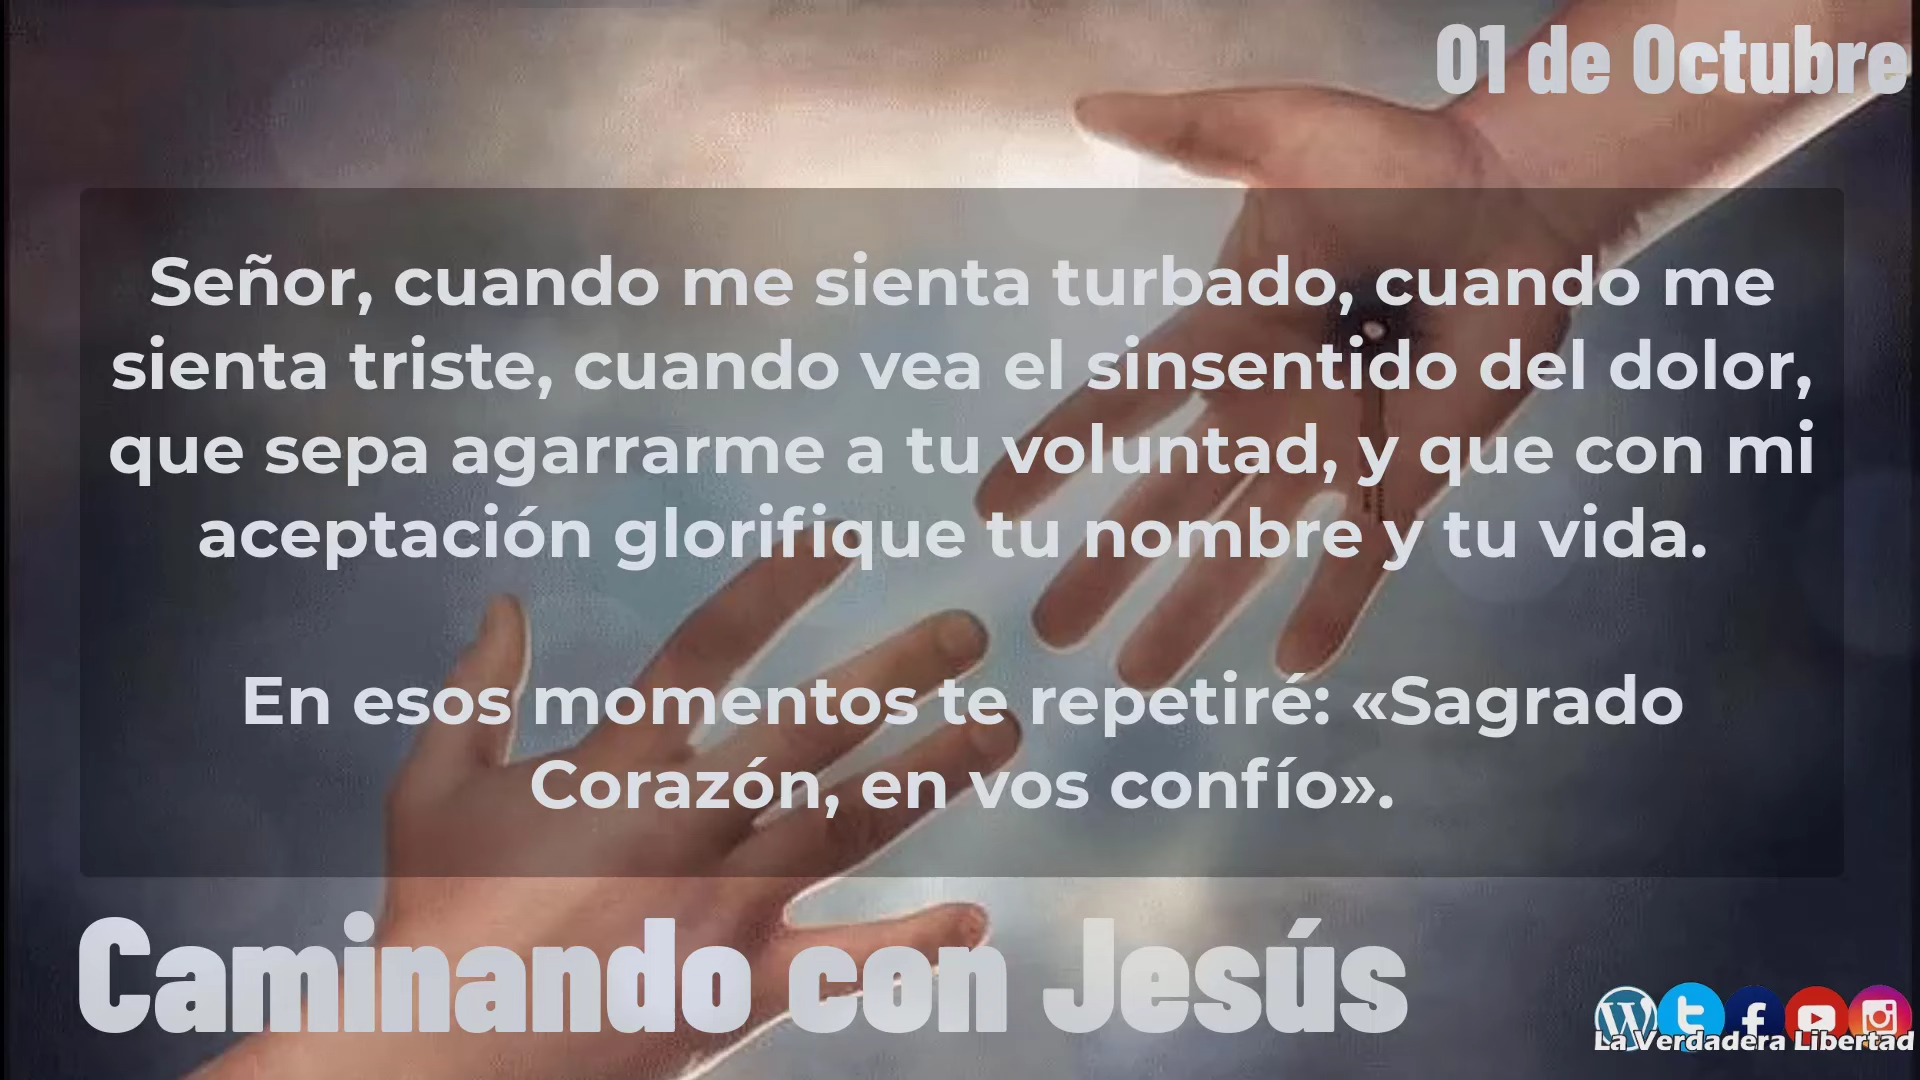 01 de Octubre
Señor, cuando me sienta turbado, cuando me
sienta triste, cuando vea el sinsentido del dolor,
que sepa agarrarme a tu voluntad, y que con mi
aceptación glorifique tu nombre y tu vida.
En esos momentos te repetiré: «Sagrado
Corazón, en vos confío».
Caminando con Jesús
La Verdadera Libertad